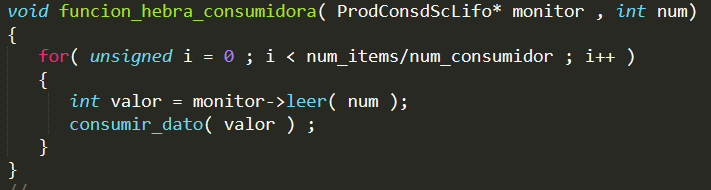 void funcion_hebra_consumidora( ProdConsdScLifo* monitor , int num)
{
   for( unsigned i = 0 ; i < num_items/num_consumidor ; i++ )
   {
      int valor = monitor->leer( num );
      consumir_dato( valor ) ;
   }
}